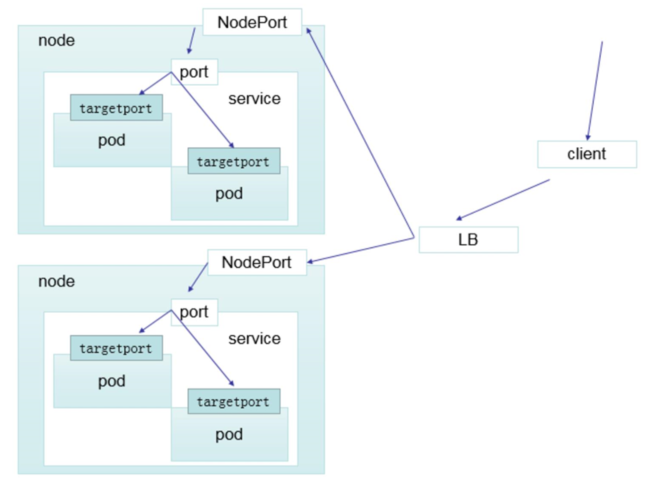 NodePort
node
port
service
targetport
pod
targetport
pod
client
LB
NodePort
node
port
service
targetport
pod
targetport
pod